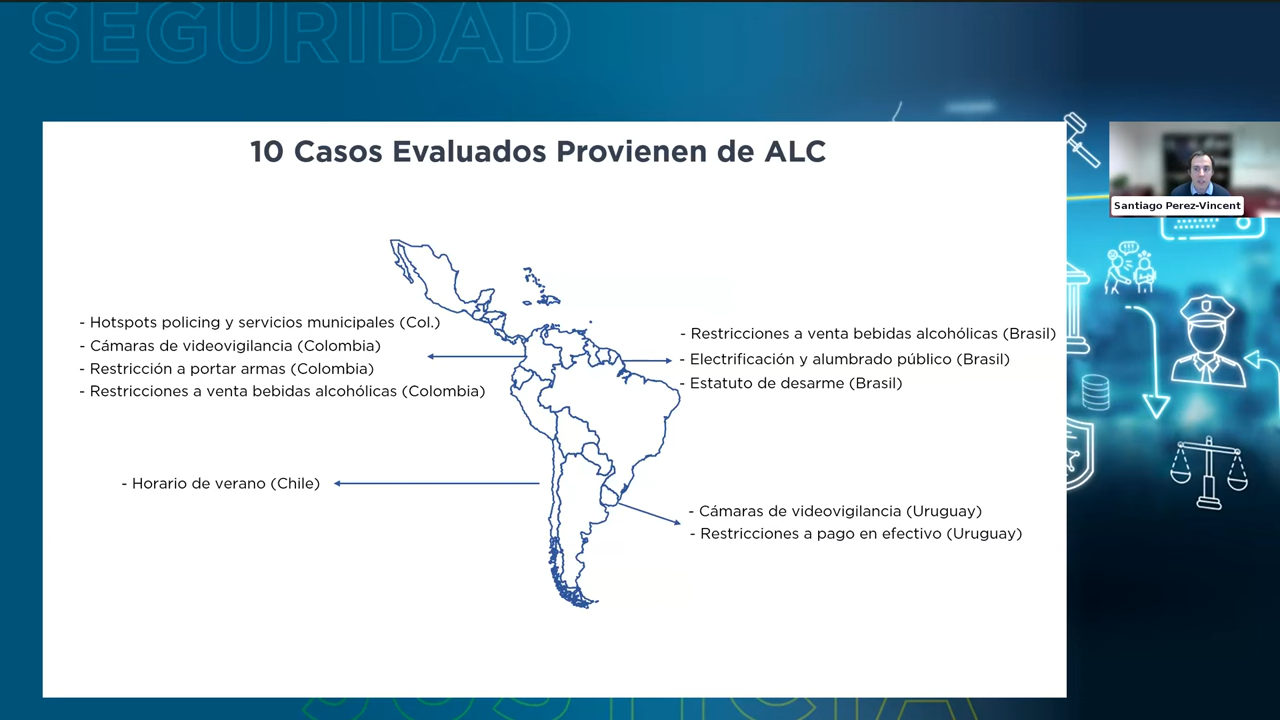 SEGURIDAD
10 Casos Evaluados Provienen de ALC
- Hotspots policing y servicios municipales (Col.)
- Cámaras de videovigilancia (Colombia)
- Restricción a portar armas (Colombia)
- Restricciones a venta bebidas alcohólicas (Colombia)
- Restricciones a venta bebidas alcohólicas (Brasil)
- Electrificación y alumbrado público (Brasil)
- Estatuto de desarme (Brasil)
- Horario de verano (Chile)
- Cámaras de videovigilancia (Uruguay)
- Restricciones a pago en efectivo (Uruguay)
Santiago Perez-Vincent
JUSTICIA